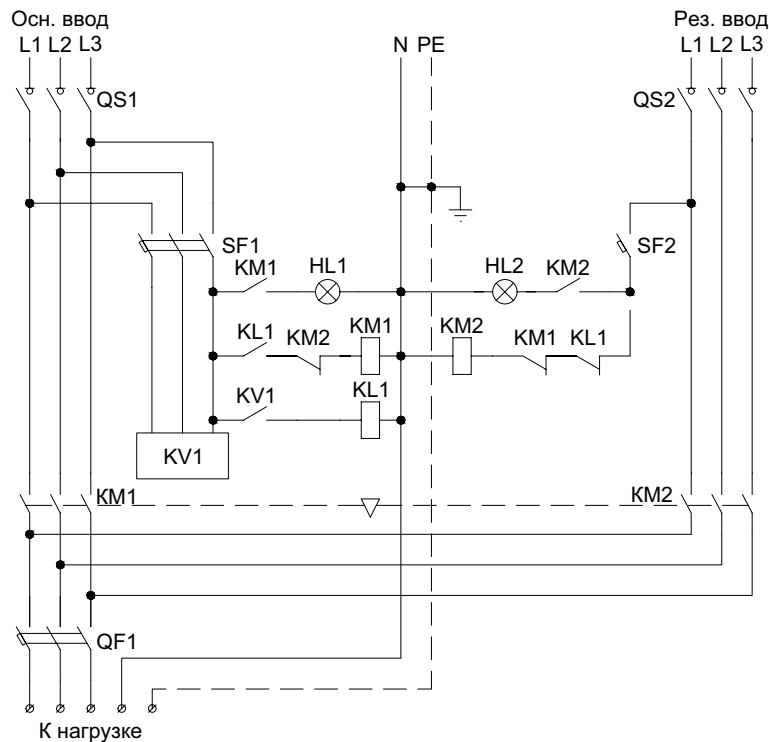 Осн. ввод
Рез. ввод
L1 L2 L3
N PE
L1 L2 L3
QS1
QS2
SF1
SF2
KM1
HL1
HL2
KM2
KL1
KM2
KM1
KM2
KM1
KL1
KV1
KL1
KV1
KM1
KM2
QF1
К нагрузке